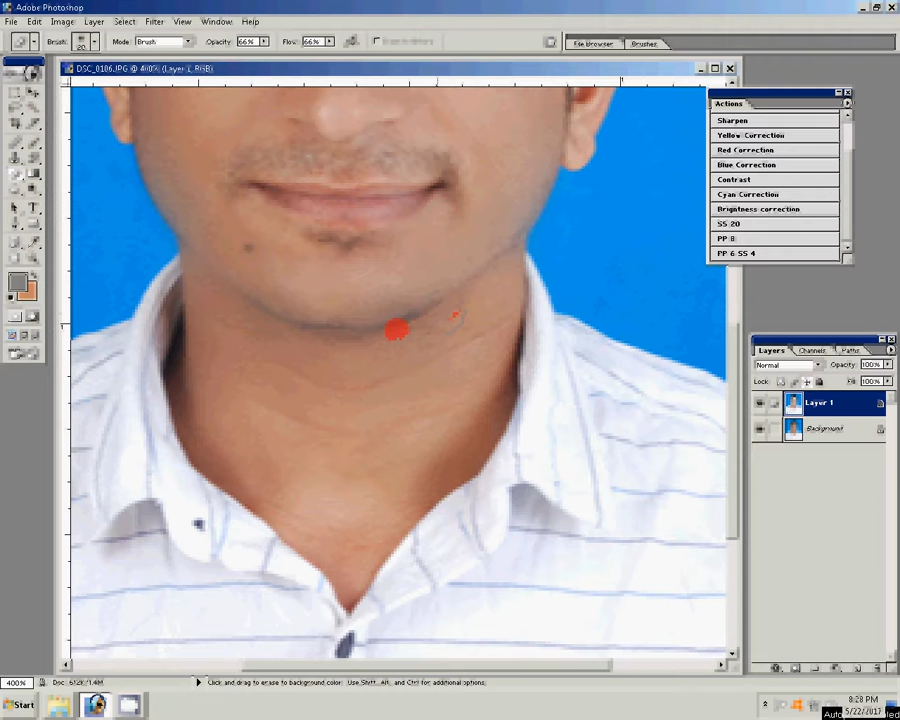 Adobe Photoshop
File Edit Image Layer Select Filter View Window Help
Brush: 20 Mode: Brush Opacity: 66% Flow: 66%
File Browser Brushes
DSC_0106.JPG @ 400% (Layer 1, RGB)
Actions
Sharpen
Yellow Correction
Red Correction
Blue Correction
Contrast
Cyan Correction
Brightness correction
SS 20
PP 8
PP 6 SS 4
Layers Channels Paths
Normal Opacity: 100%
Lock: Fill: 100%
Layer 1
Background
400% Doc: Click and drag to erase to background color. Use Shift, Alt, and Ctrl for additional options.
Start
8:28 PM
5/22/2017